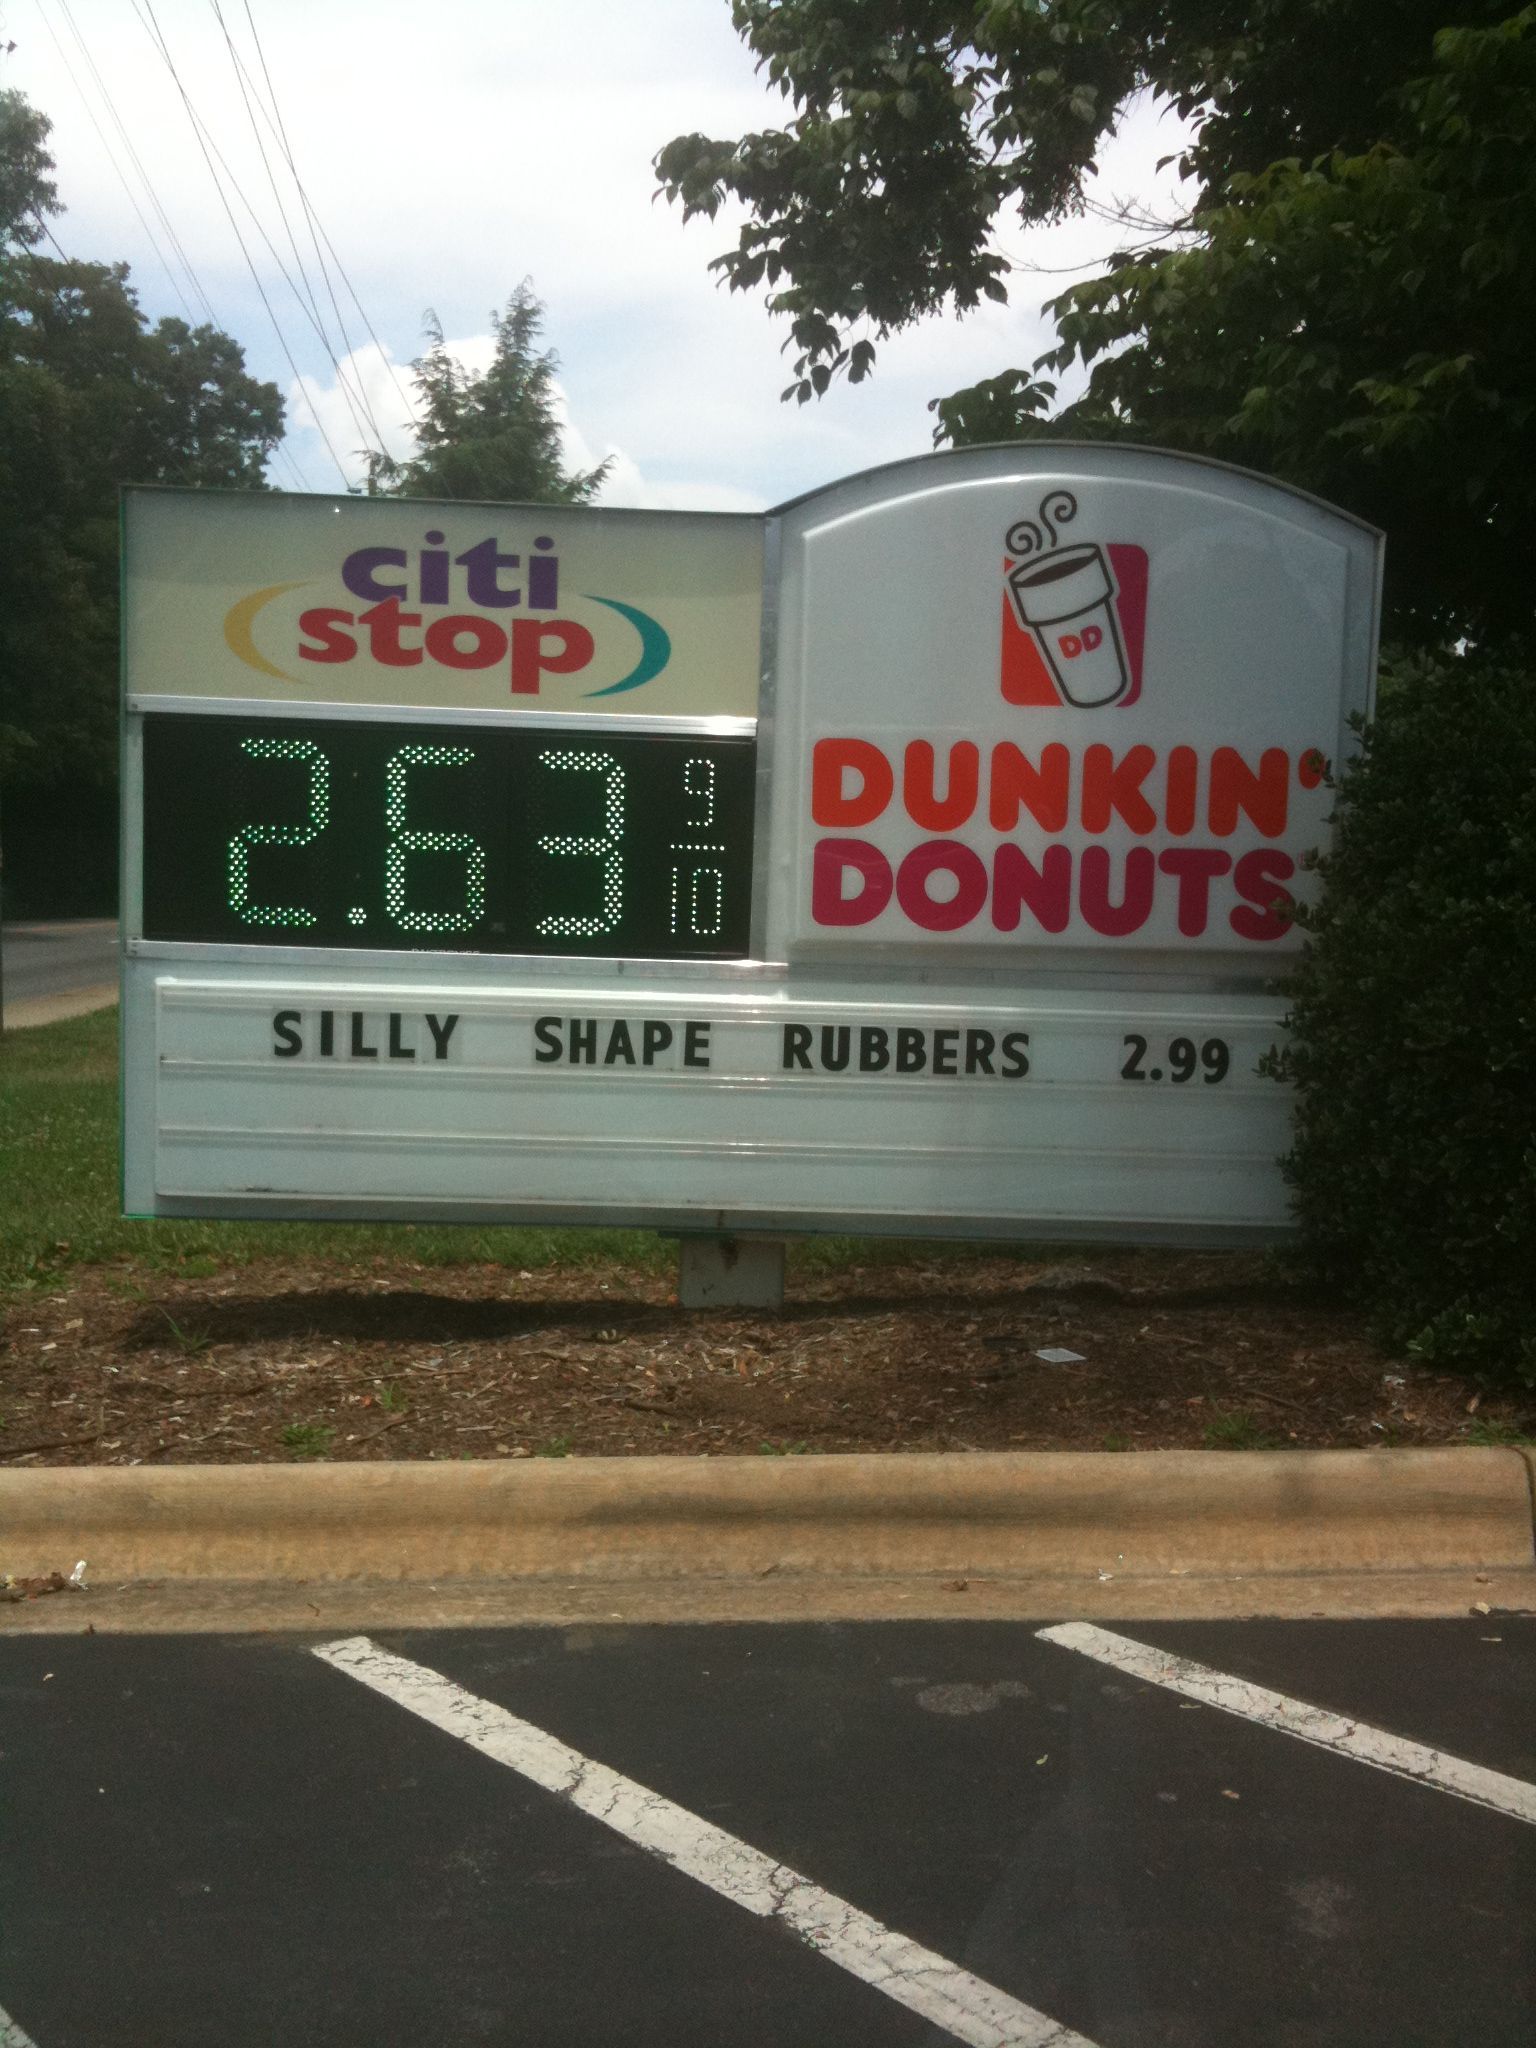 citi
stop
2.63 9/10
DD
DUNKIN'
DONUTS
SILLY SHAPE RUBBERS 2.99